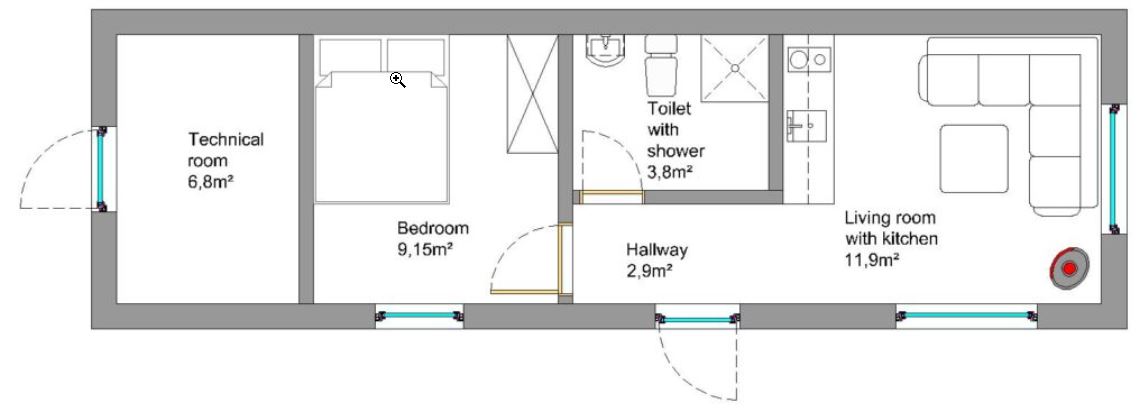 Technical
room
6,8m²
Bedroom
9,15m²
Toilet
with
shower
3,8m²
Hallway
2,9m²
Living room
with kitchen
11,9m²